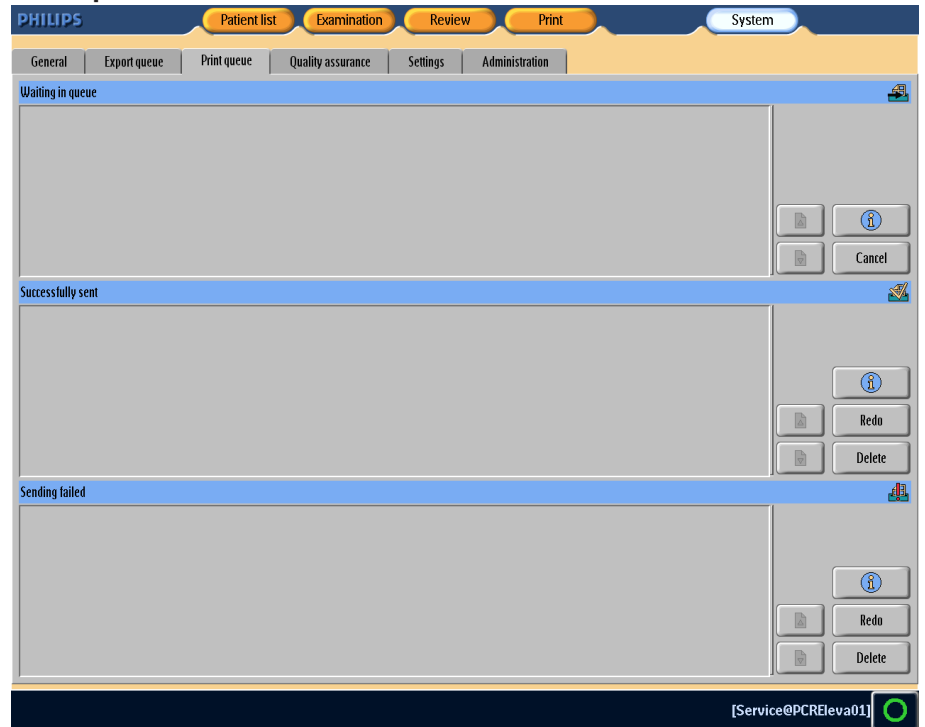 PHILIPS Patient list Examination Review Print System
General Export queue Print queue Quality assurance Settings Administration
Waiting in queue
Cancel
Successfully sent
Redo
Delete
Sending failed
Redo
Delete
[Service@PCREleva01]